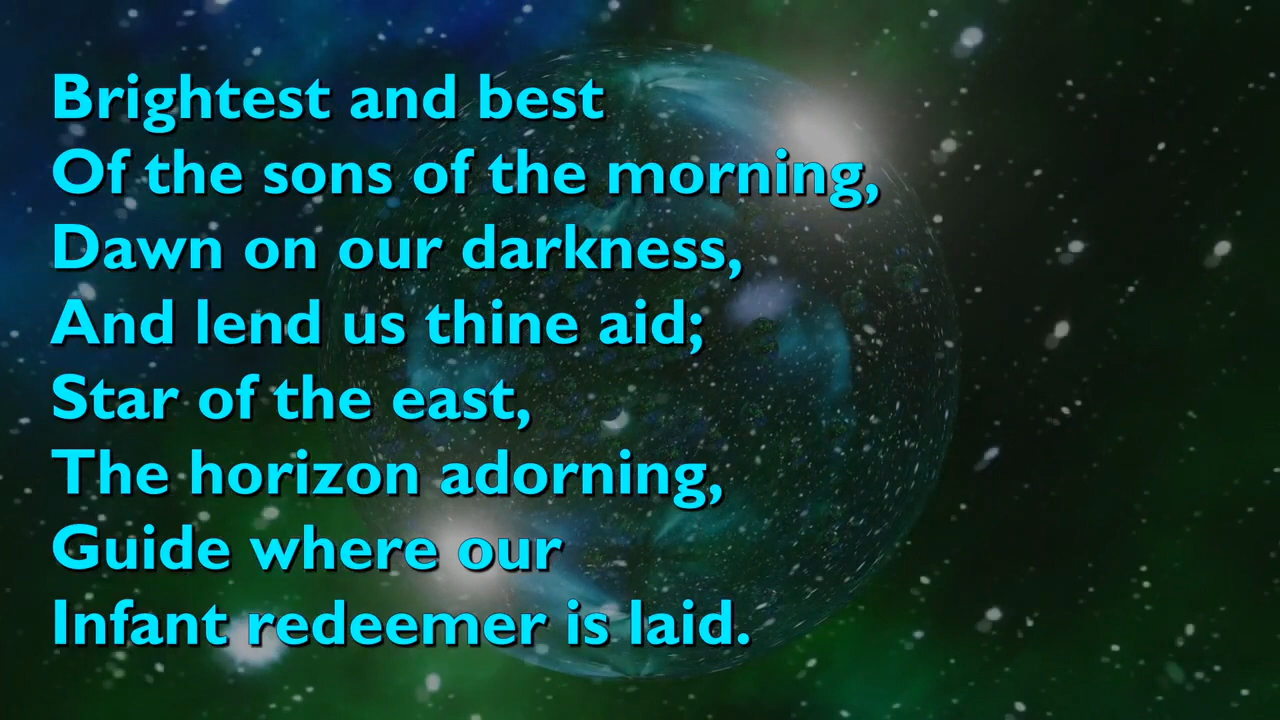 Brightest and best
Of the sons of the morning,
Dawn on our darkness,
And lend us thine aid;
Star of the east,
The horizon adorning,
Guide where our
Infant redeemer is laid.